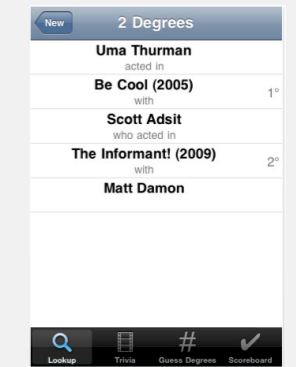 New 2 Degrees
Uma Thurman
acted in
Be Cool (2005)
with 1°
Scott Adsit
who acted in
The Informant! (2009)
with 2°
Matt Damon
Lookup Trivia Guess Degrees Scoreboard